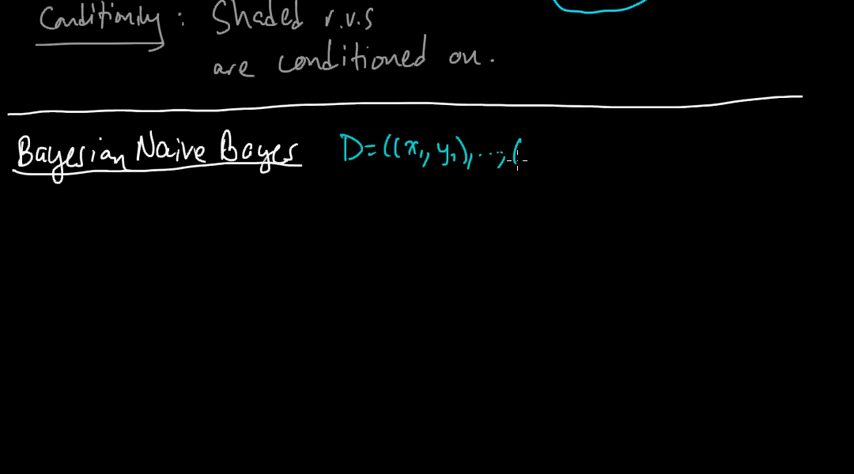 Conditioning : Shaded r.v.s
are conditioned on.
Bayesian Naive Bayes D=((x₁, y₁), ..., (